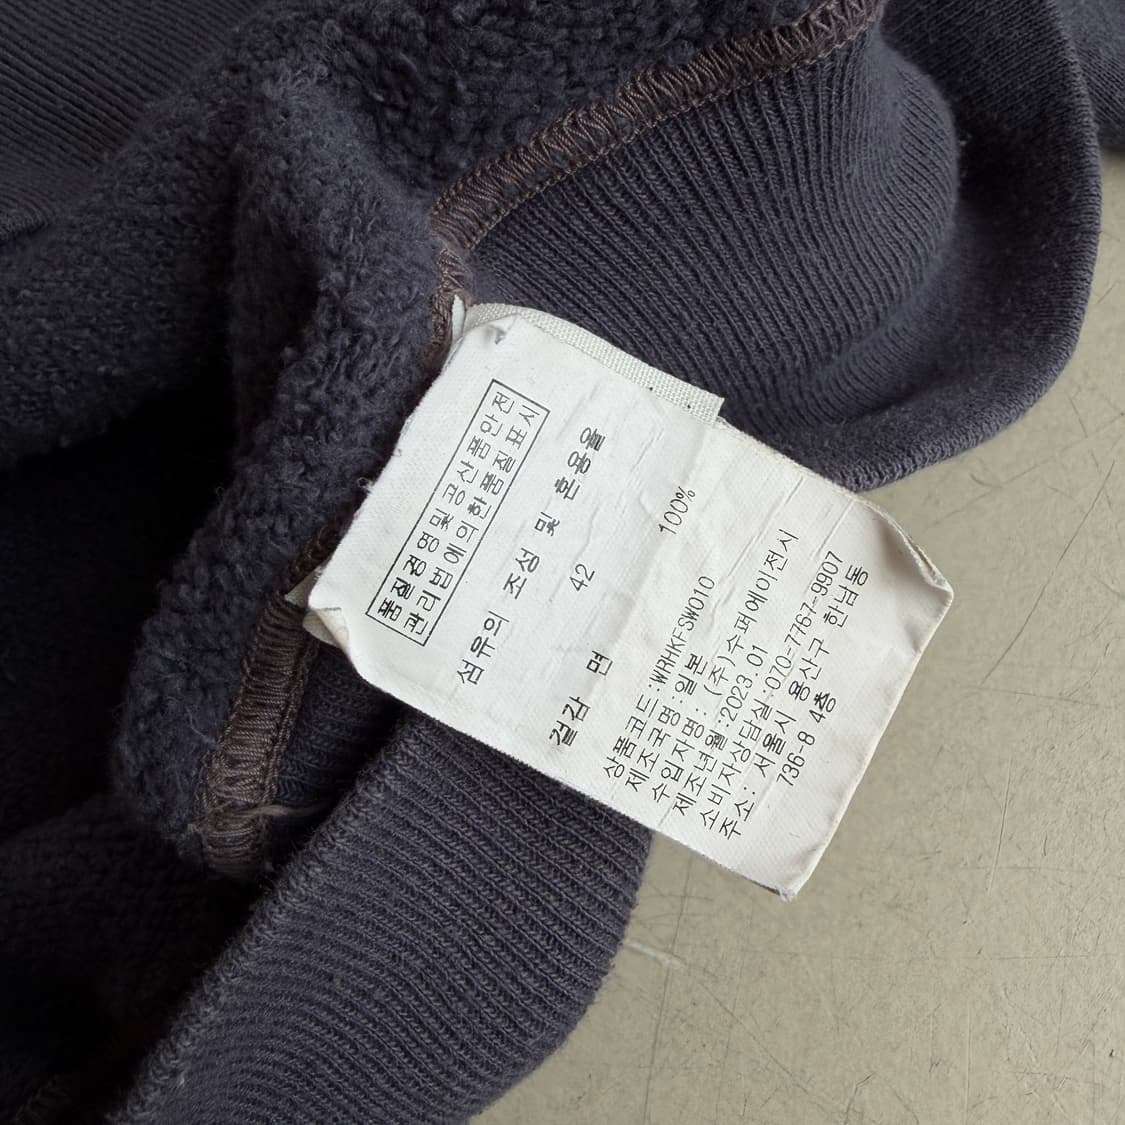 품질경영및공산품안전
관리법에의한품질표시
섬유의 조성 및 혼용율
42
겉감 면 100%
상품코드:WRHKFSW010
제조국명:일본
수입자명:(주)수퍼에이전시
제조년월:2023.01
소비자상담실:070-7767-9907
주소: 서울시 용산구 한남동
736-8 4층